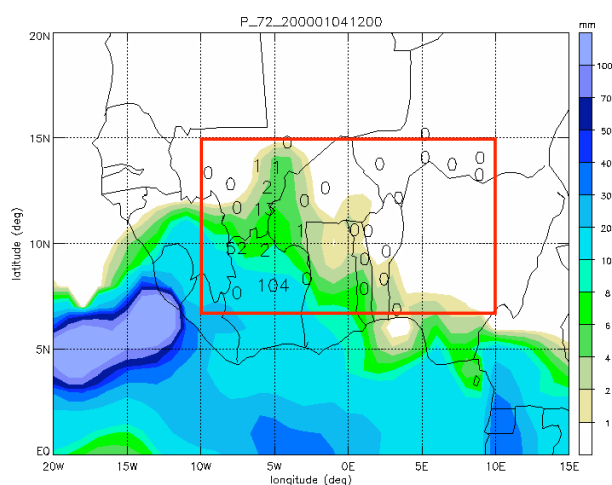 P_72_200001041200
mm
20N
15N
10N
5N
EQ
latitude (deg)
100
70
50
40
30
20
10
8
6
4
2
1
0 0
0 1 1 0 0 0 0
0 2 0 0
0 1 0
1 0 0
52 2 0
0
104 0 0 0
0 0
20W 15W 10W 5W 0E 5E 10E 15E
longitude (deg)